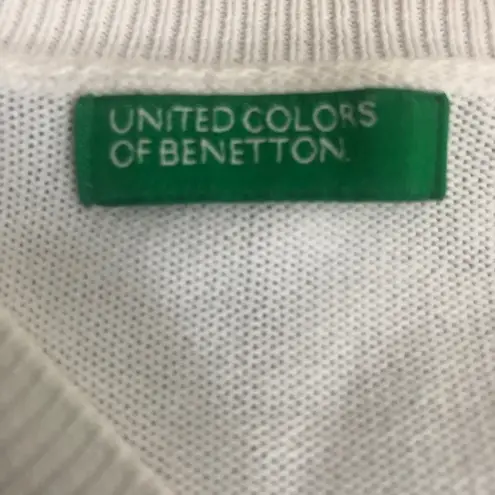 UNITED COLORS
OF BENETTON.